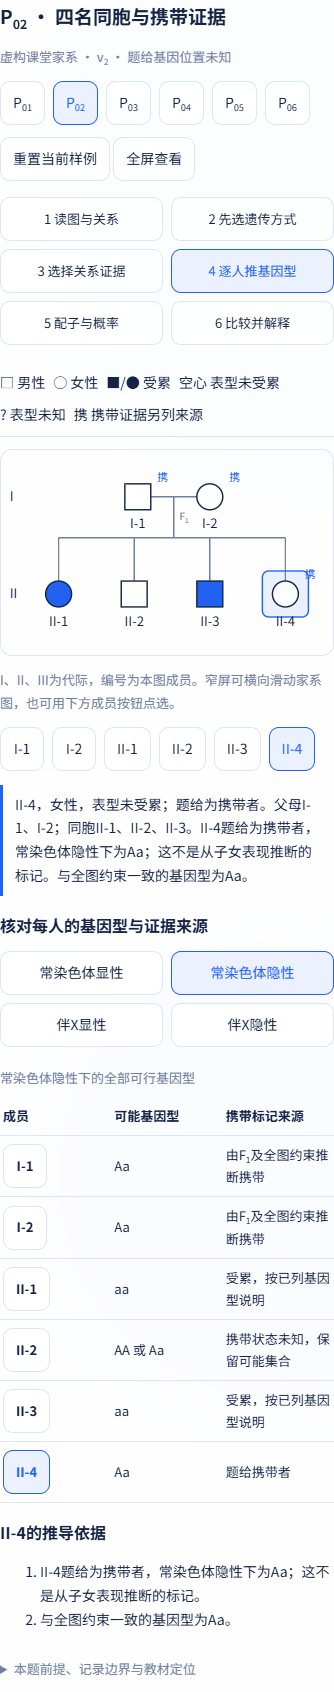 P₀₂ · 四名同胞与携带证据
虚构课堂家系 · v₂ · 题给基因位置未知
P₀₁ P₀₂ P₀₃ P₀₄ P₀₅ P₀₆
重置当前样例 全屏查看
1 读图与关系 2 先选遗传方式
3 选择关系证据 4 逐人推基因型
5 配子与概率 6 比较并解释
□ 男性 ○ 女性 ■/● 受累 空心 表型未受累
? 表型未知 携 携带证据另列来源
携 携
I
I-1 F₁ I-2
携
II
II-1 II-2 II-3 II-4
I、II、III为代际，编号为本图成员。窄屏可横向滑动家系
图，也可用下方成员按钮点选。
I-1 I-2 II-1 II-2 II-3 II-4
II-4，女性，表型未受累；题给为携带者。父母I-
1、I-2；同胞II-1、II-2、II-3。II-4题给为携带者，
常染色体隐性下为Aa；这不是从子女表现推断的
标记。与全图约束一致的基因型为Aa。
核对每人的基因型与证据来源
常染色体显性 常染色体隐性
伴X显性 伴X隐性
常染色体隐性下的全部可行基因型
成员 可能基因型 携带标记来源
I-1 Aa 由F₁及全图约束推
断携带
I-2 Aa 由F₁及全图约束推
断携带
II-1 aa 受累，按已列基因
型说明
II-2 AA 或 Aa 携带状态未知，保
留可能集合
II-3 aa 受累，按已列基因
型说明
II-4 Aa 题给携带者
II-4的推导依据
1. II-4题给为携带者，常染色体隐性下为Aa；这不
是从子女表现推断的标记。
2. 与全图约束一致的基因型为Aa。
▶ 本题前提、记录边界与教材定位